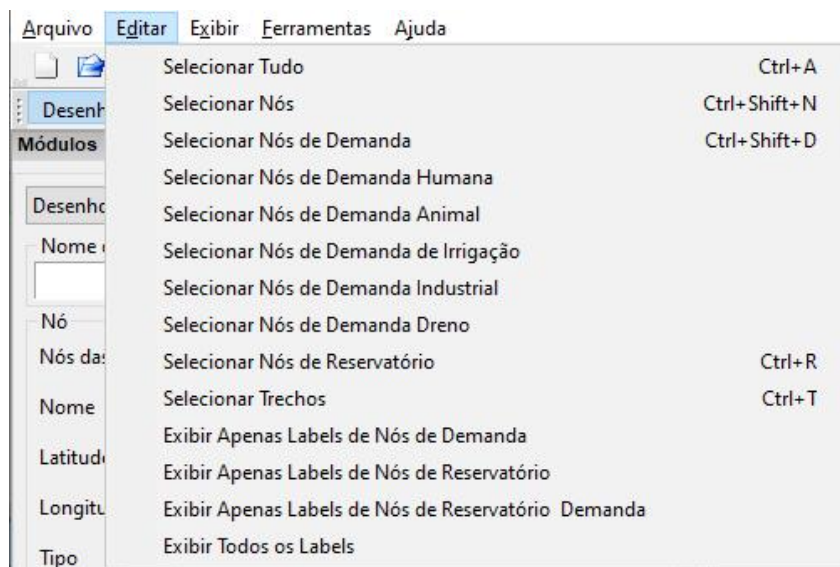 Arquivo Editar Exibir Ferramentas Ajuda
Selecionar Tudo Ctrl+A
Desenh Selecionar Nós Ctrl+Shift+N
Módulos Selecionar Nós de Demanda Ctrl+Shift+D
Selecionar Nós de Demanda Humana
Desenho Selecionar Nós de Demanda Animal
Nome Selecionar Nós de Demanda de Irrigação
Selecionar Nós de Demanda Industrial
Nó Selecionar Nós de Demanda Dreno
Nós das Selecionar Nós de Reservatório Ctrl+R
Nome Selecionar Trechos Ctrl+T
Exibir Apenas Labels de Nós de Demanda
Latitud Exibir Apenas Labels de Nós de Reservatório
Longitu Exibir Apenas Labels de Nós de Reservatório Demanda
Tipo Exibir Todos os Labels